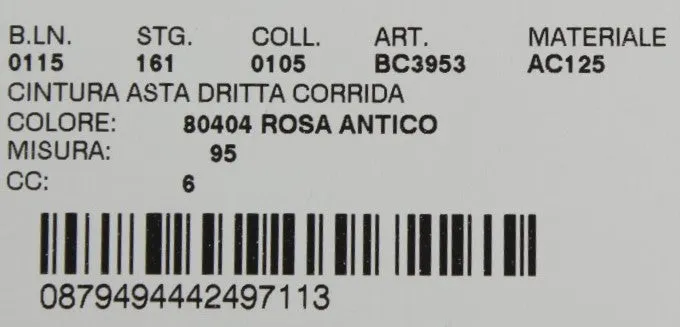 B.LN. STG. COLL. ART. MATERIALE
0115 161 0105 BC3953 AC125
CINTURA ASTA DRITTA CORRIDA
COLORE: 80404 ROSA ANTICO
MISURA: 95
CC: 6
0879494442497113